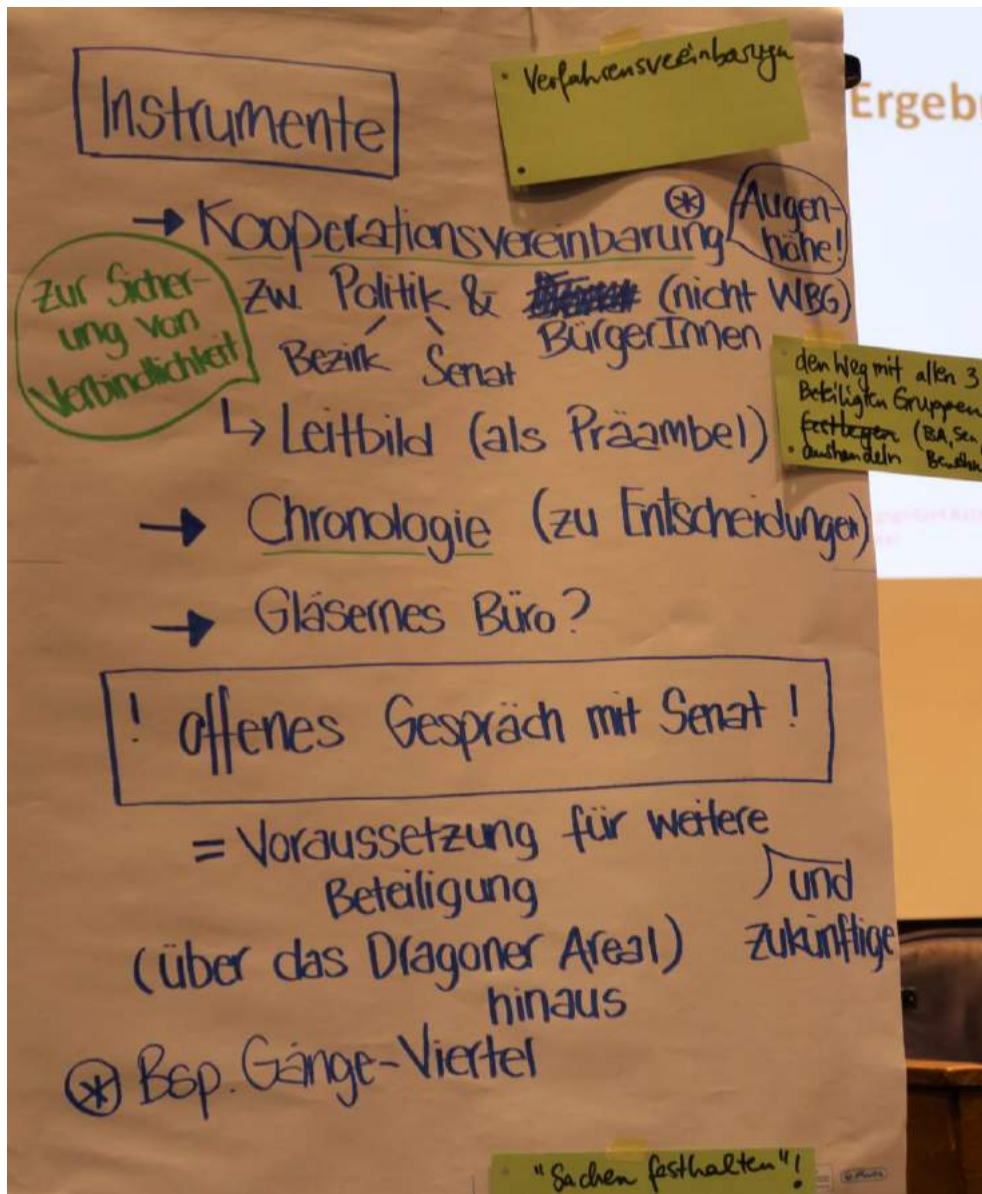 Instrumente
• Verfahrensvereinbarungen
Ergeb
→ Kooperationsvereinbarung
⊛
Augen-
höhe!
zur Sicher-
ung von
Verbindlichkeit
zw. Politik & (nicht WBG)
BürgerInnen
Bezirk Senat
• den Weg mit allen 3
Beteiligten Gruppen
festlegen (BA, Sen
• aushandeln
↳ Leitbild (als Präambel)
→ Chronologie (zu Entscheidungen)
→ Gläsernes Büro?
! offenes Gespräch mit Senat !
= Voraussetzung für weitere
Beteiligung
und
zukünftige
(über das Dragoner Areal)
hinaus
⊛ Bsp. Gänge-Viertel
"Sachen festhalten"!